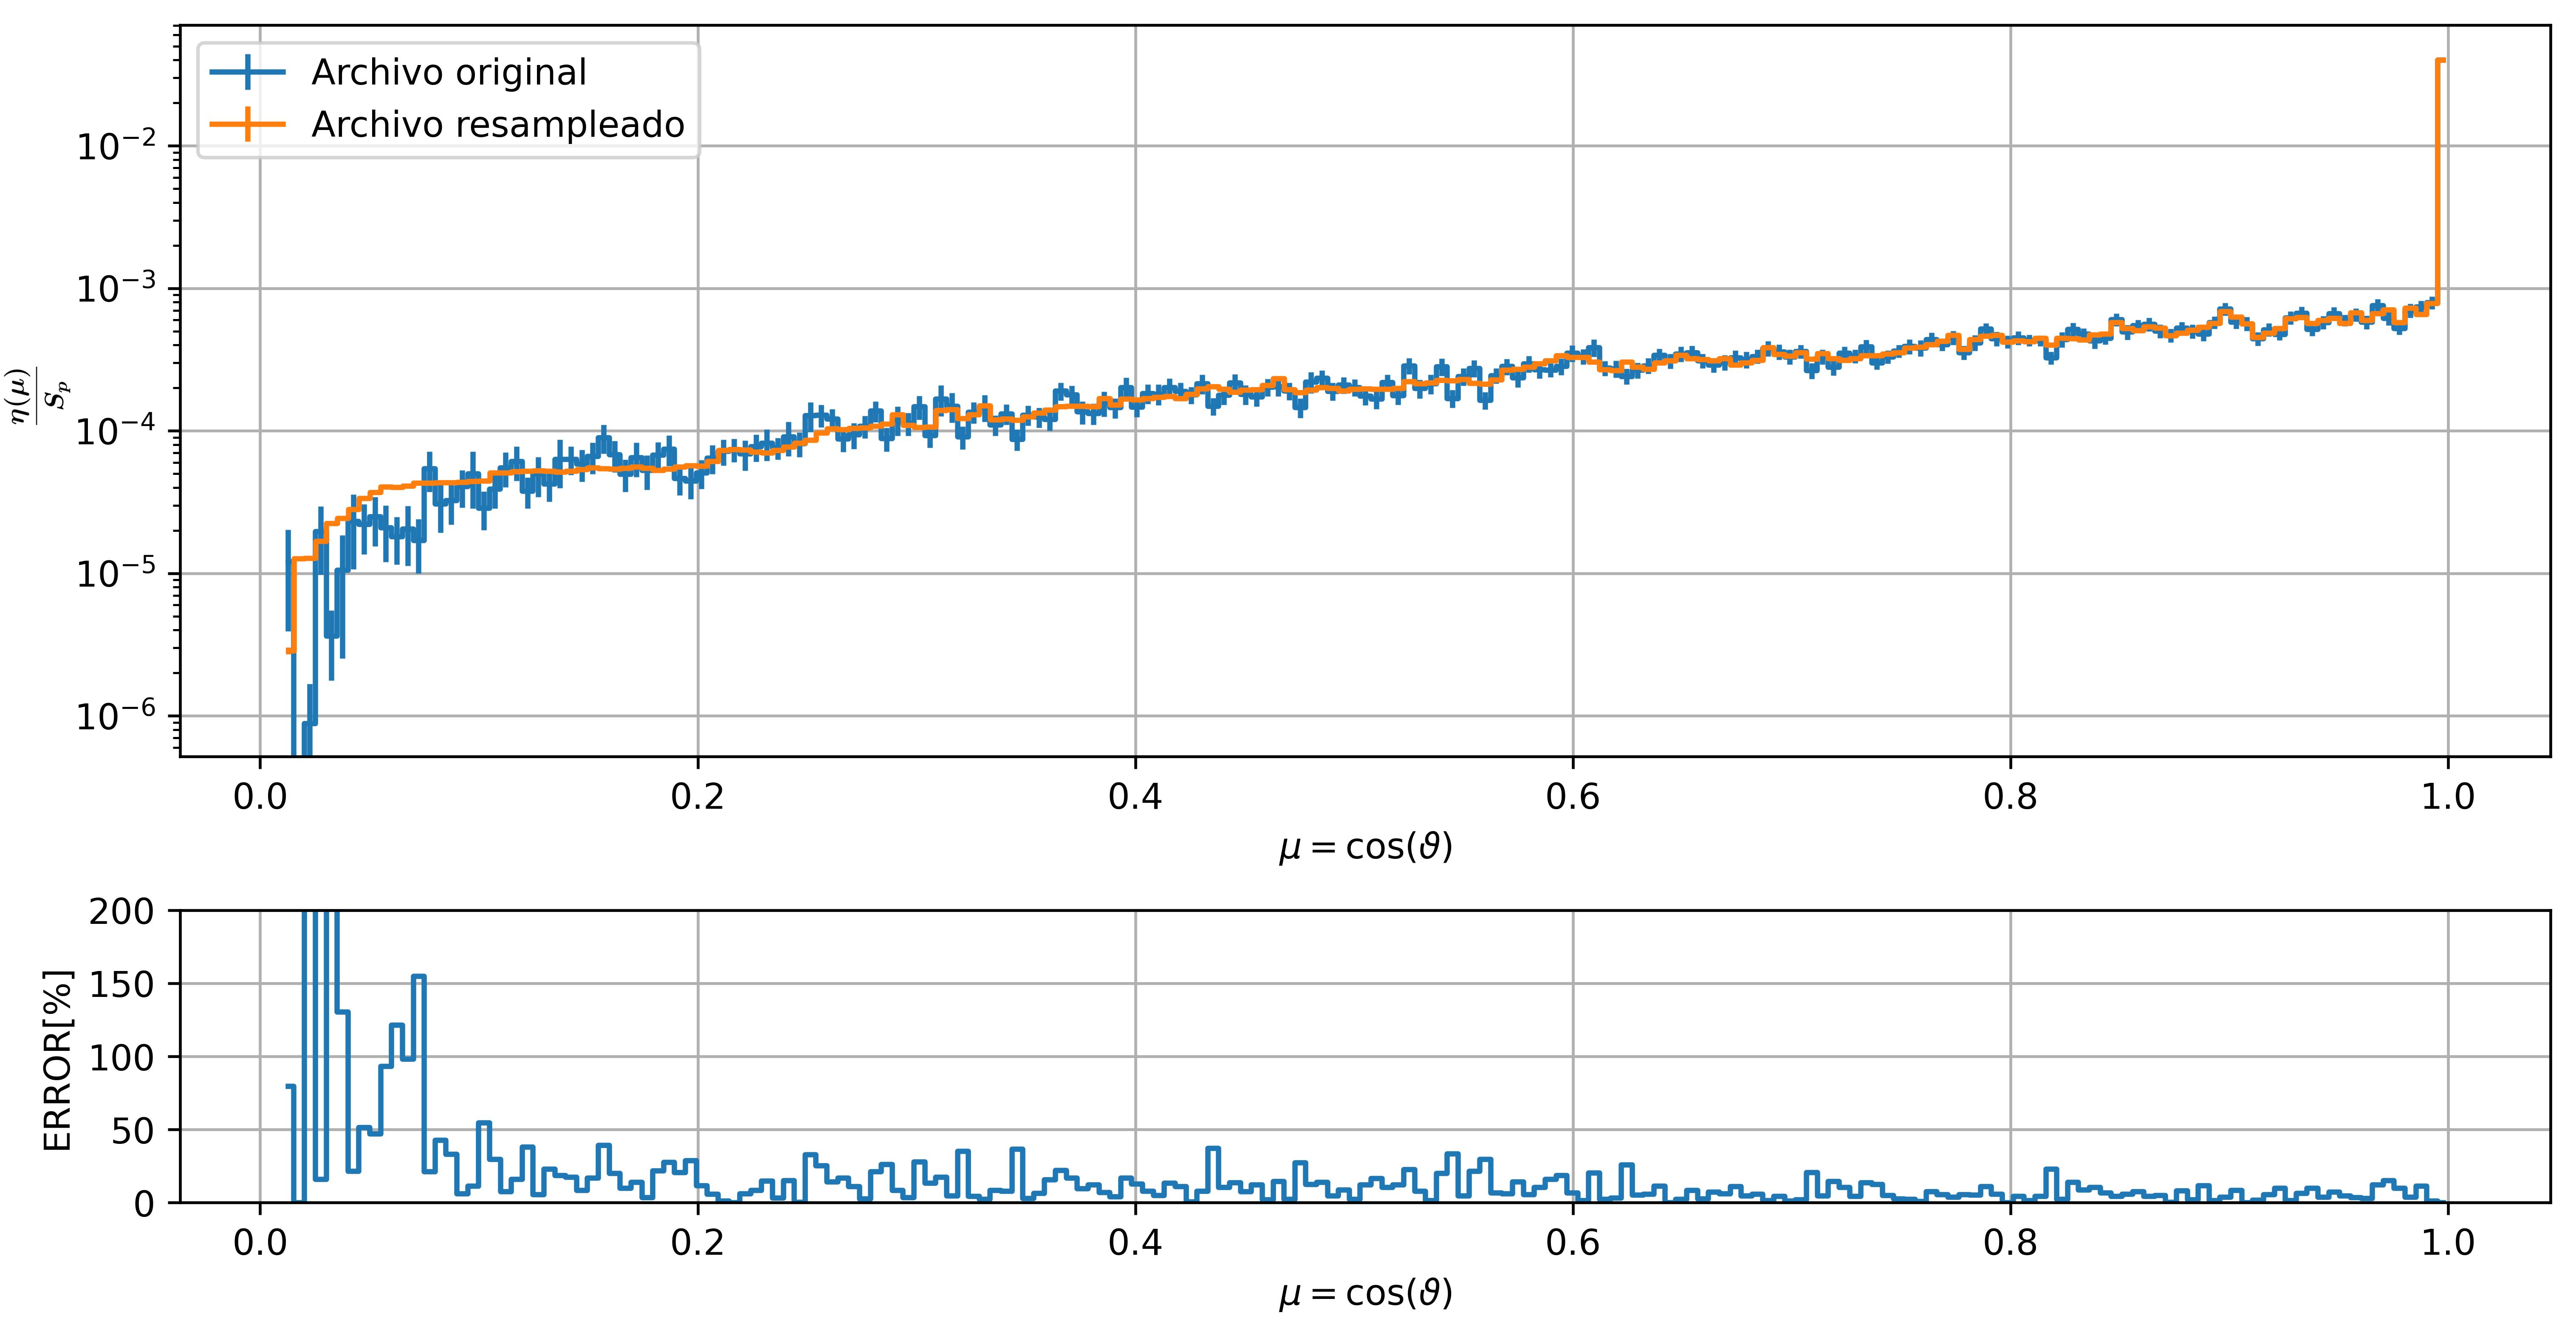 Archivo original
Archivo resampleado
10⁻²
10⁻³
10⁻⁴
10⁻⁵
10⁻⁶
η(μ)
Sₚ
0.0 0.2 0.4 0.6 0.8 1.0
μ = cos(ϑ)
200
150
100
50
0
ERROR[%]
0.0 0.2 0.4 0.6 0.8 1.0
μ = cos(ϑ)